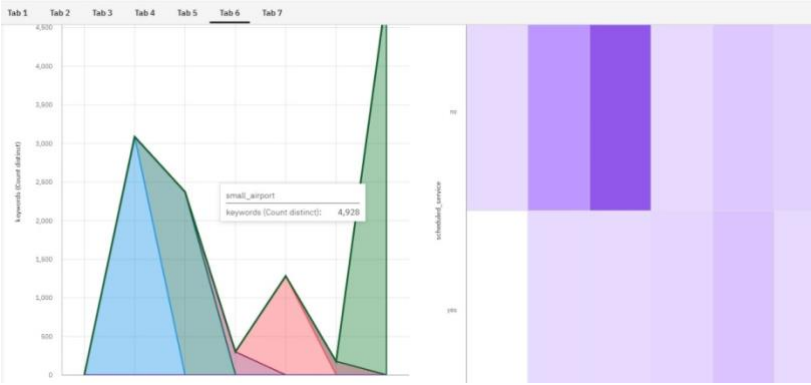 Tab 1 Tab 2 Tab 3 Tab 4 Tab 5 Tab 6 Tab 7
4,500
4,000
3,500
3,000
2,500
2,000
1,500
1,000
500
0
keywords (Count distinct)
small_airport
keywords (Count distinct): 4,928
scheduled_service
no
yes